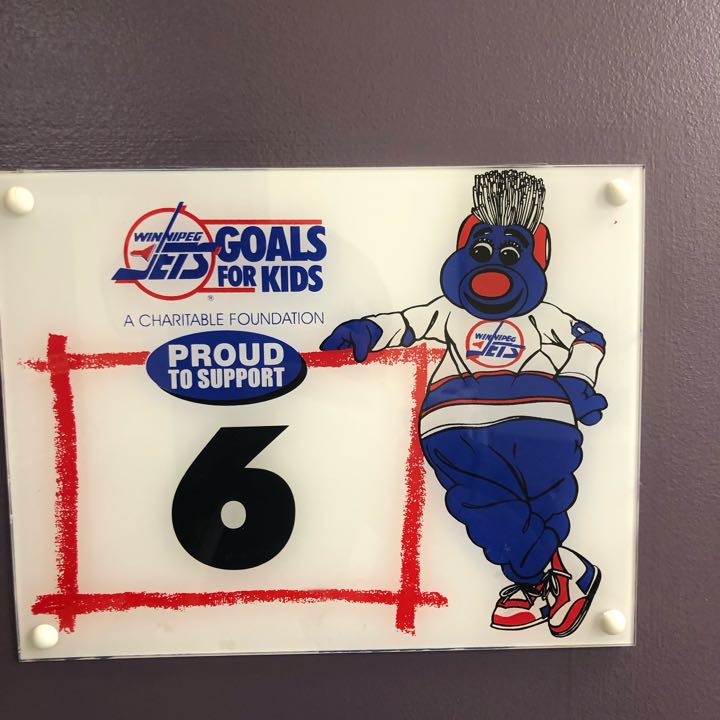 WINNIPEG
JETS
GOALS
FOR KIDS
®
A CHARITABLE FOUNDATION
PROUD
TO SUPPORT
6
WINNIPEG
JETS